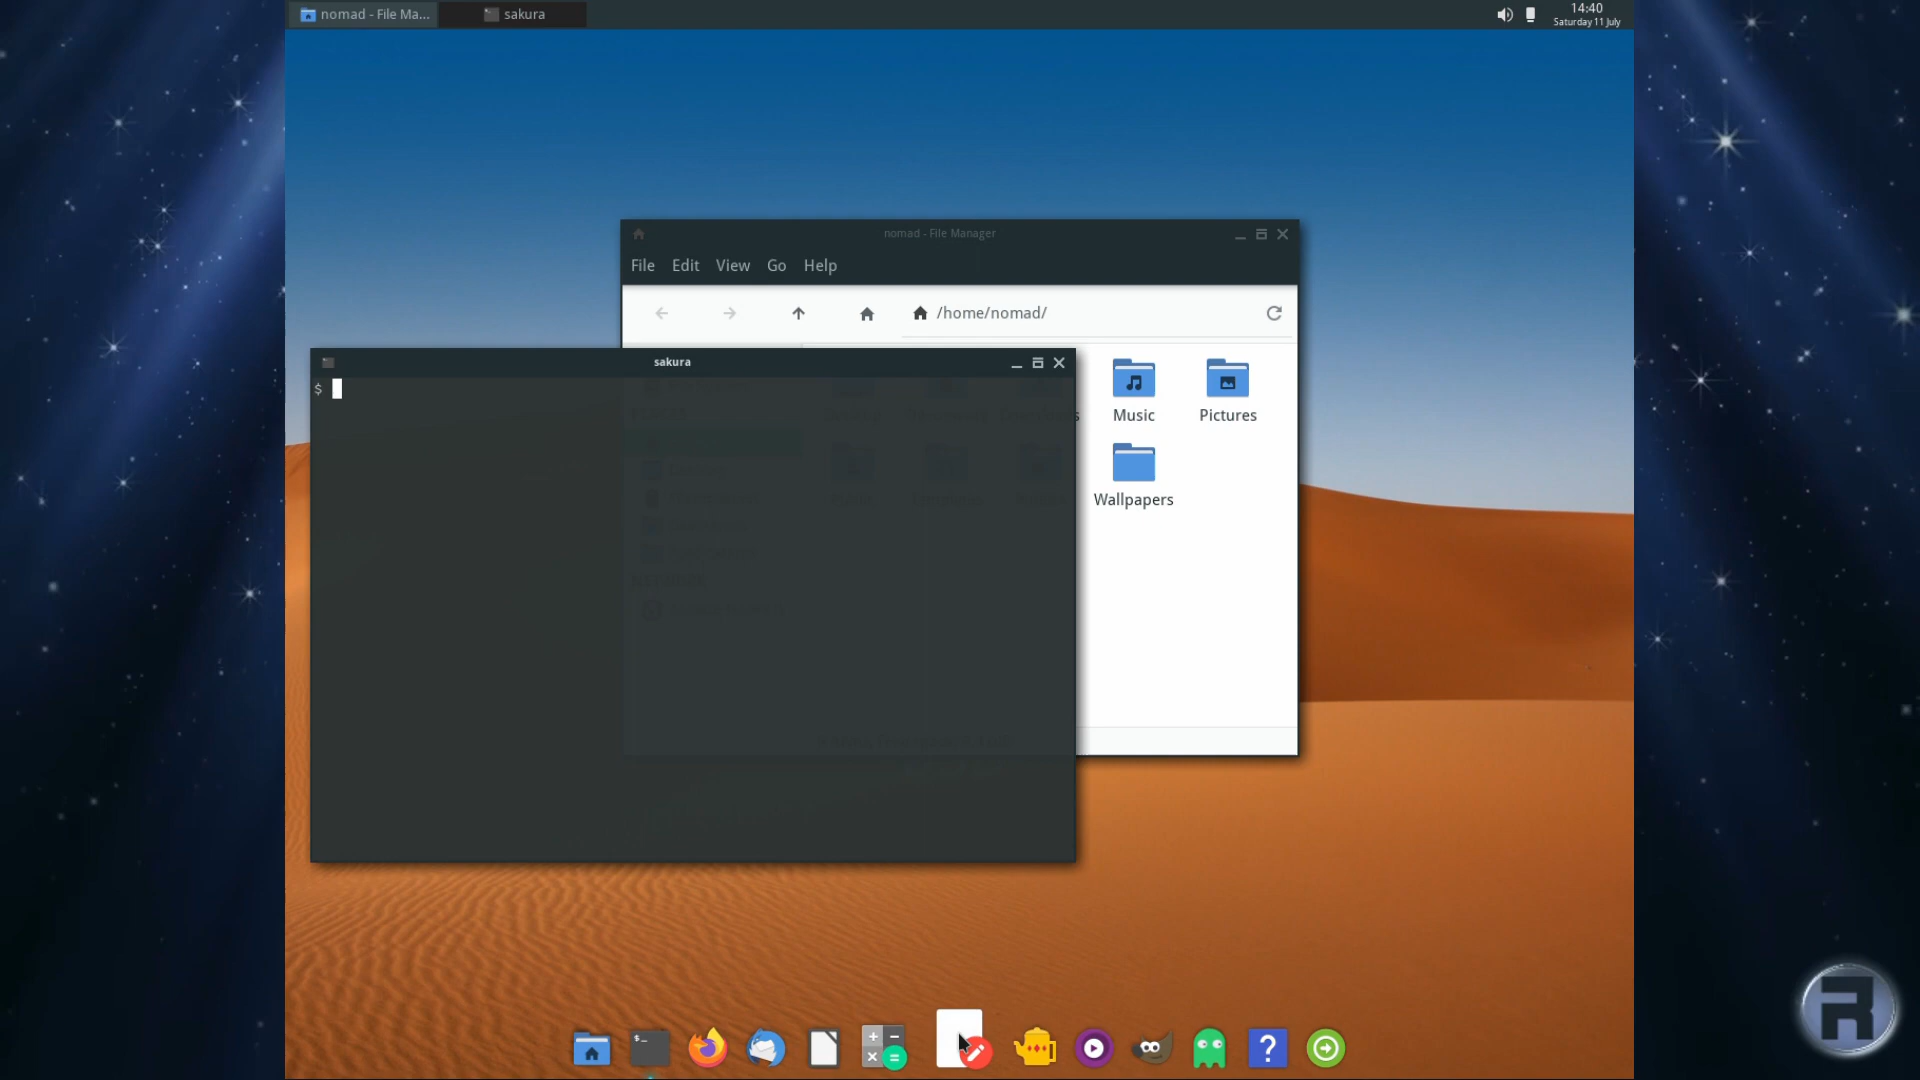 nomad - File Ma...
sakura
14:40
Saturday 11 July
nomad - File Manager
File Edit View Go Help
/home/nomad/
sakura
$
Music
Pictures
Wallpapers